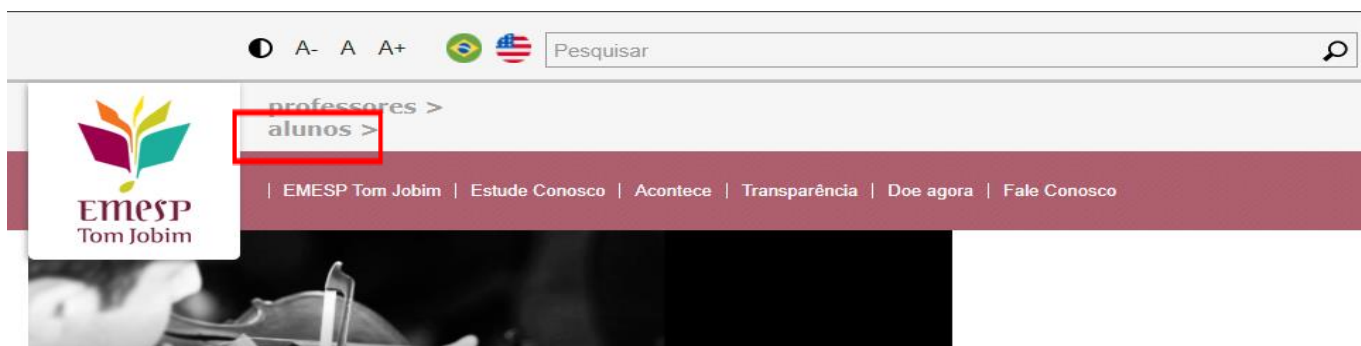 A- A A+ Pesquisar
professores >
alunos >
| EMESP Tom Jobim | Estude Conosco | Acontece | Transparência | Doe agora | Fale Conosco
EMESP
Tom Jobim